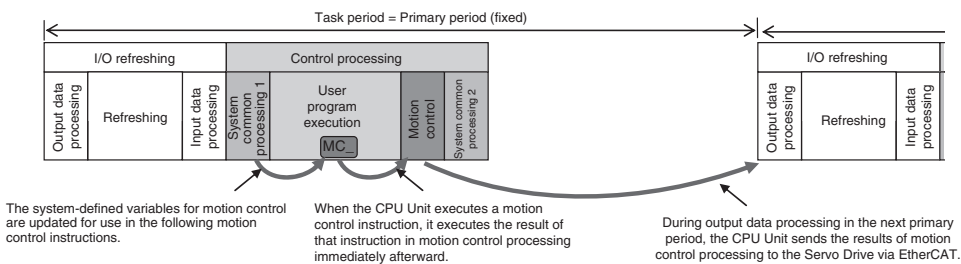 Task period = Primary period (fixed)
I/O refreshing
Control processing
I/O refreshing
Output data
processing
Refreshing
Input data
processing
System
common
processing 1
User
program
execution
MC_
Motion
control
System common
processing 2
Output data
processing
Refreshing
Input data
processing
The system-defined variables for motion control
are updated for use in the following motion
control instructions.
When the CPU Unit executes a motion
control instruction, it executes the result of
that instruction in motion control processing
immediately afterward.
During output data processing in the next primary
period, the CPU Unit sends the results of motion
control processing to the Servo Drive via EtherCAT.